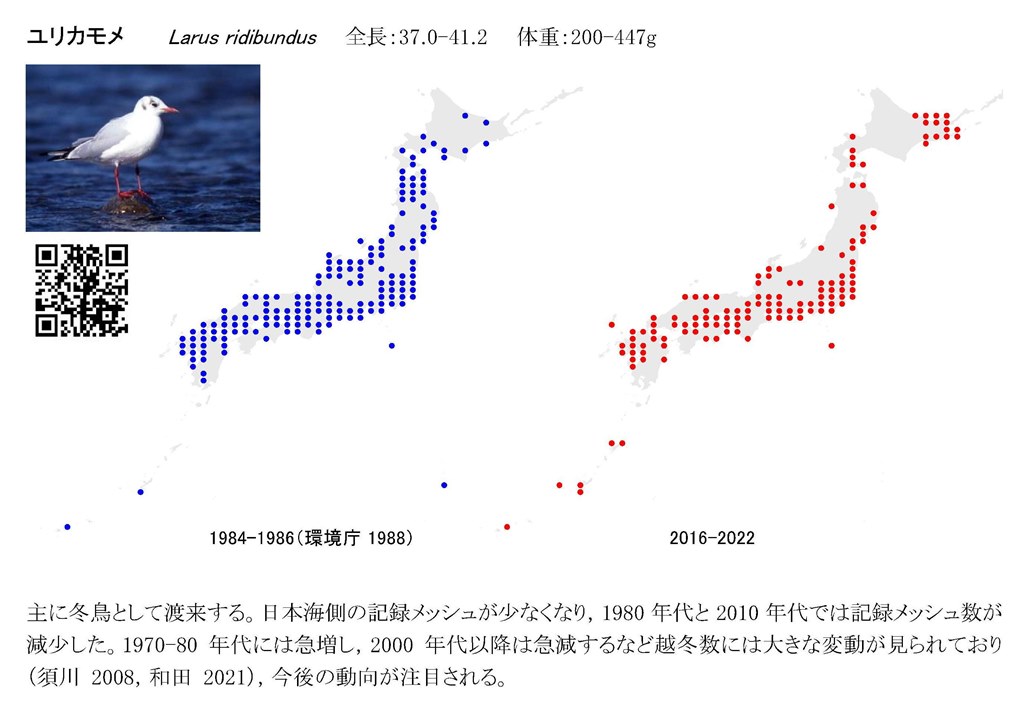 ユリカモメ Larus ridibundus 全長：37.0-41.2 体重：200-447g
1984-1986（環境庁 1988） 2016-2022
主に冬鳥として渡来する。日本海側の記録メッシュが少なくなり，1980 年代と 2010 年代では記録メッシュ数が
減少した。1970-80 年代には急増し，2000 年代以降は急減するなど越冬数には大きな変動が見られており
（須川 2008，和田 2021），今後の動向が注目される。